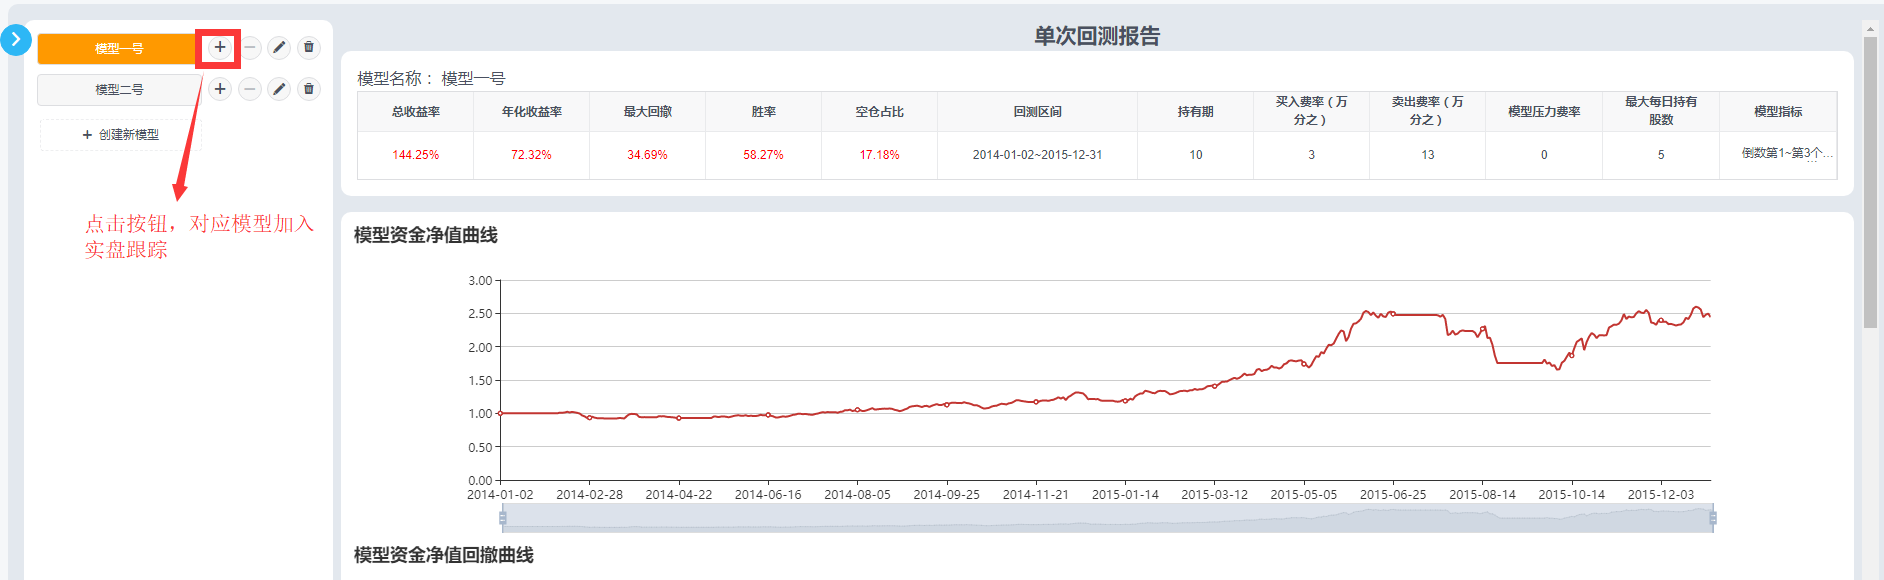 模型一号
模型二号
+ 创建新模型
点击按钮，对应模型加入
实盘跟踪
单次回测报告
模型名称： 模型一号
总收益率 年化收益率 最大回撤 胜率 空仓占比 回测区间 持有期 买入费率（万分之） 卖出费率（万分之） 模型压力费率 最大每日持有股数 模型指标
144.25% 72.32% 34.69% 58.27% 17.18% 2014-01-02~2015-12-31 10 3 13 0 5 倒数第1~第3个...
模型资金净值曲线
3.00
2.50
2.00
1.50
1.00
0.50
0.00
2014-01-02 2014-02-28 2014-04-22 2014-06-16 2014-08-05 2014-09-25 2014-11-21 2015-01-14 2015-03-12 2015-05-05 2015-06-25 2015-08-14 2015-10-14 2015-12-03
模型资金净值回撤曲线